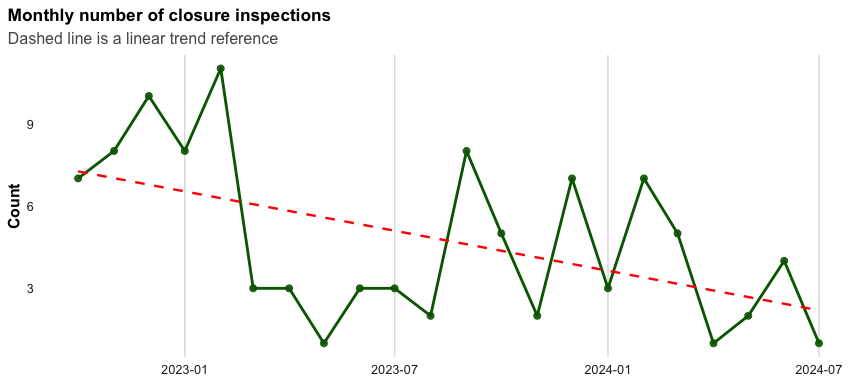 Monthly number of closure inspections
Dashed line is a linear trend reference
9
6
3
Count
2023-01
2023-07
2024-01
2024-07